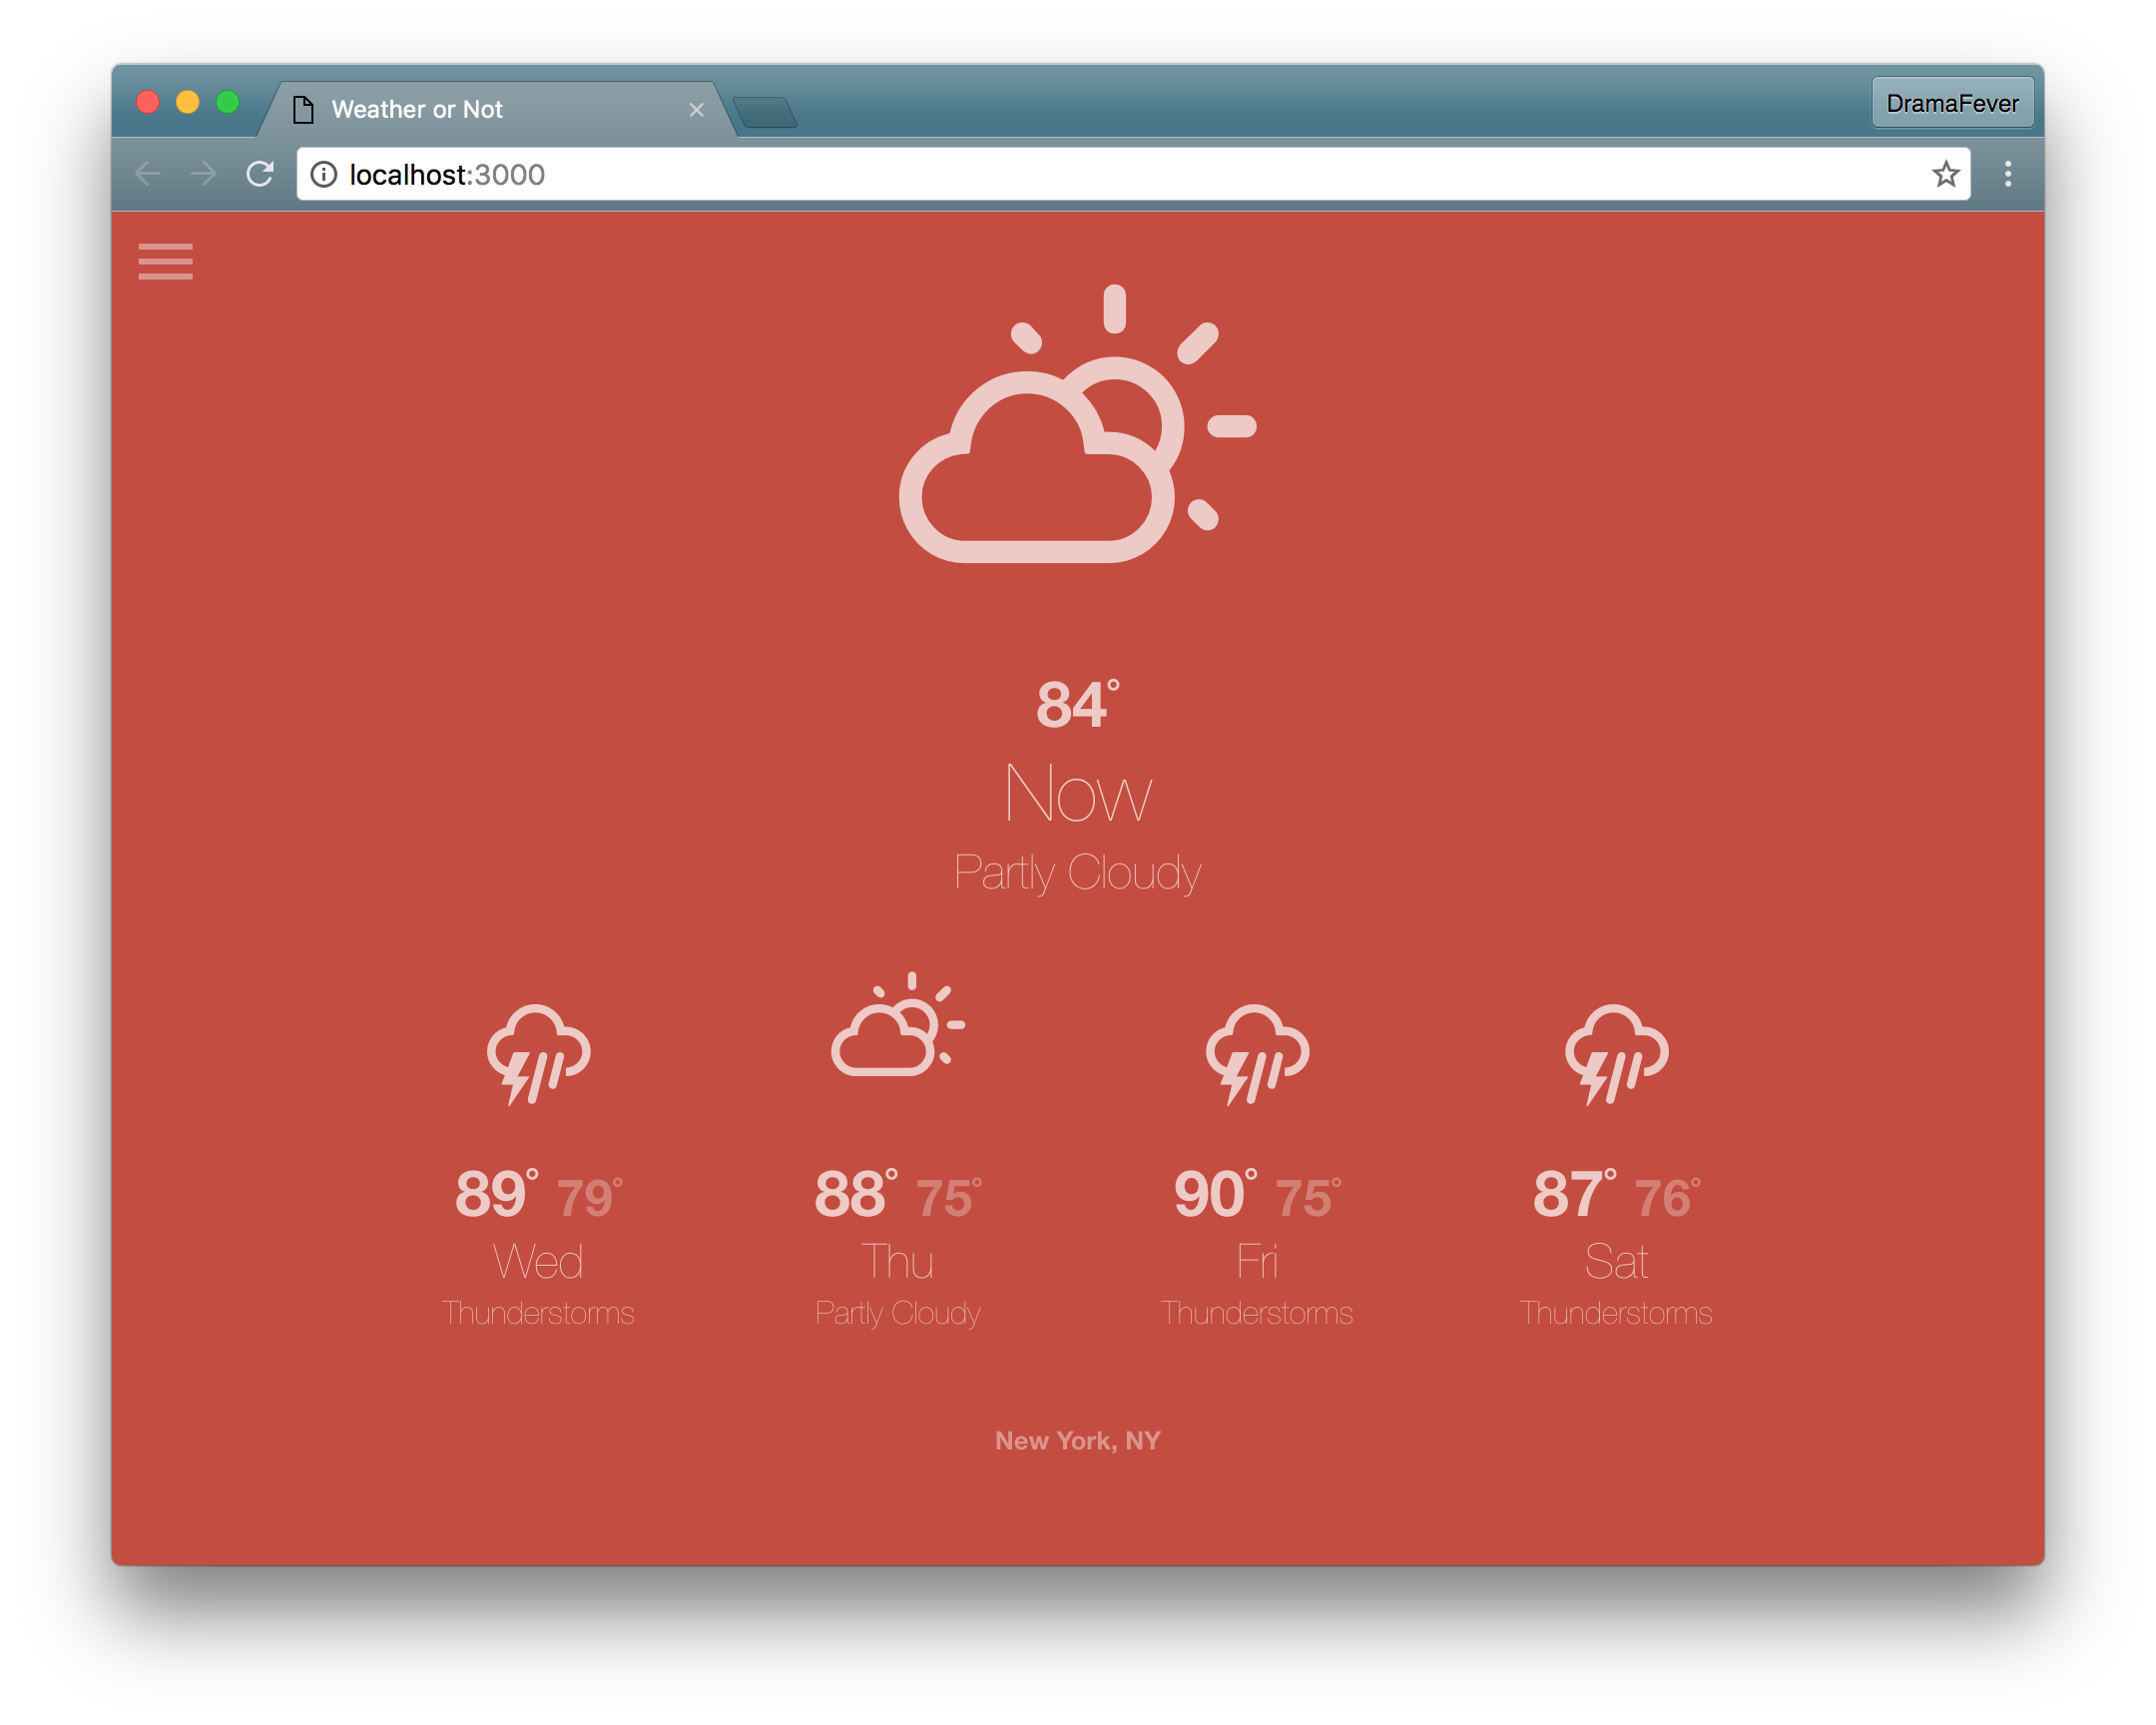 Weather or Not
DramaFever
localhost:3000
84°
Now
Partly Cloudy
89° 79°
Wed
Thunderstorms
88° 75°
Thu
Partly Cloudy
90° 75°
Fri
Thunderstorms
87° 76°
Sat
Thunderstorms
New York, NY